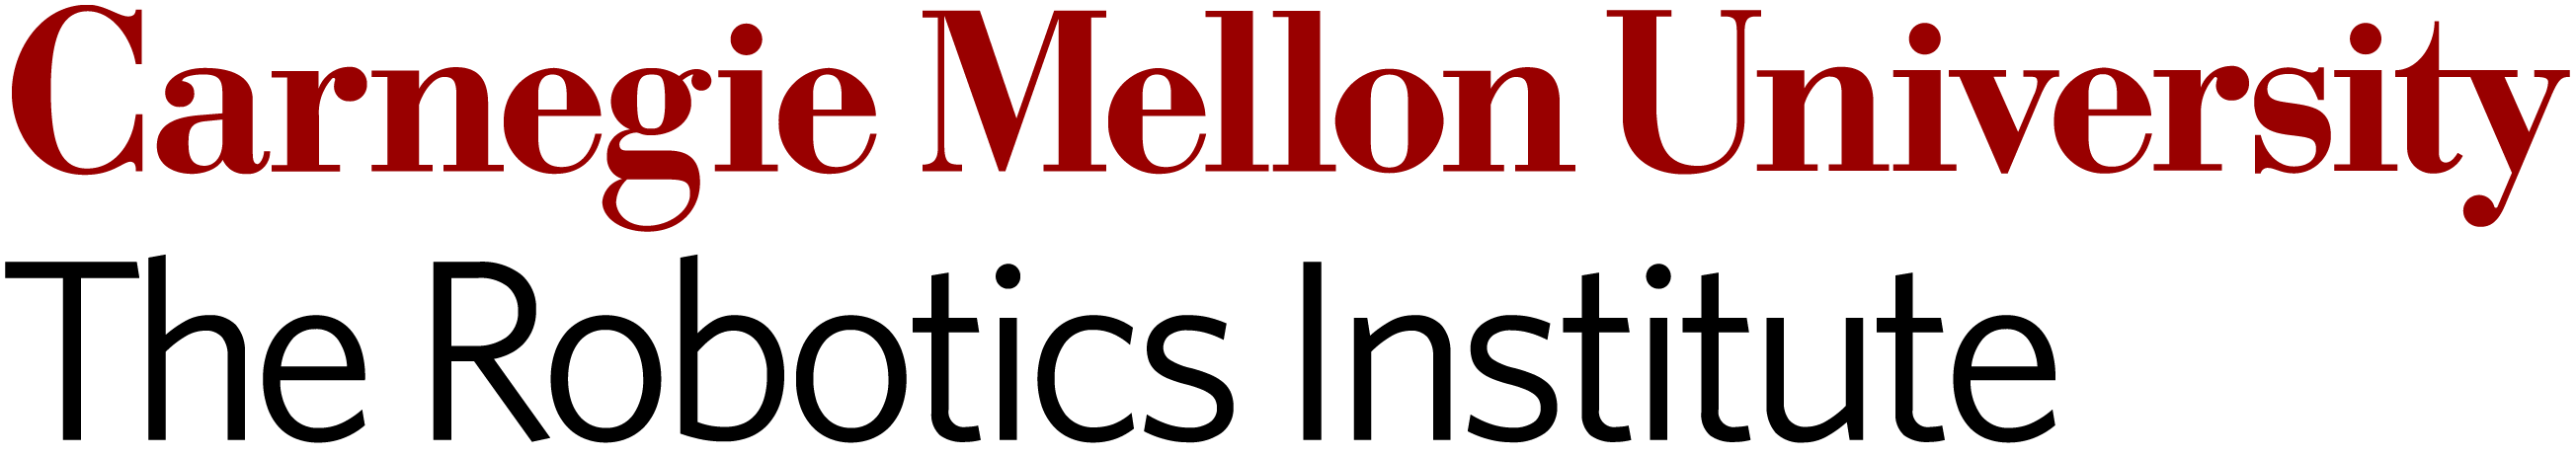 Carnegie Mellon University
The Robotics Institute